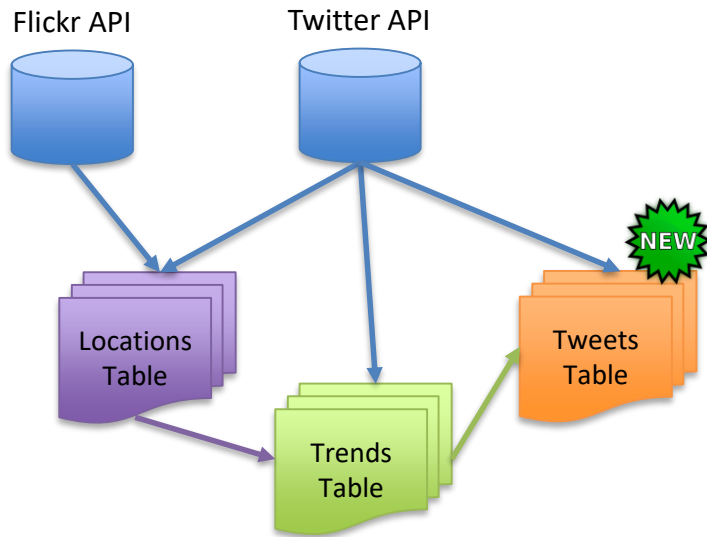 Flickr API
Twitter API
NEW
Locations
Table
Tweets
Table
Trends
Table